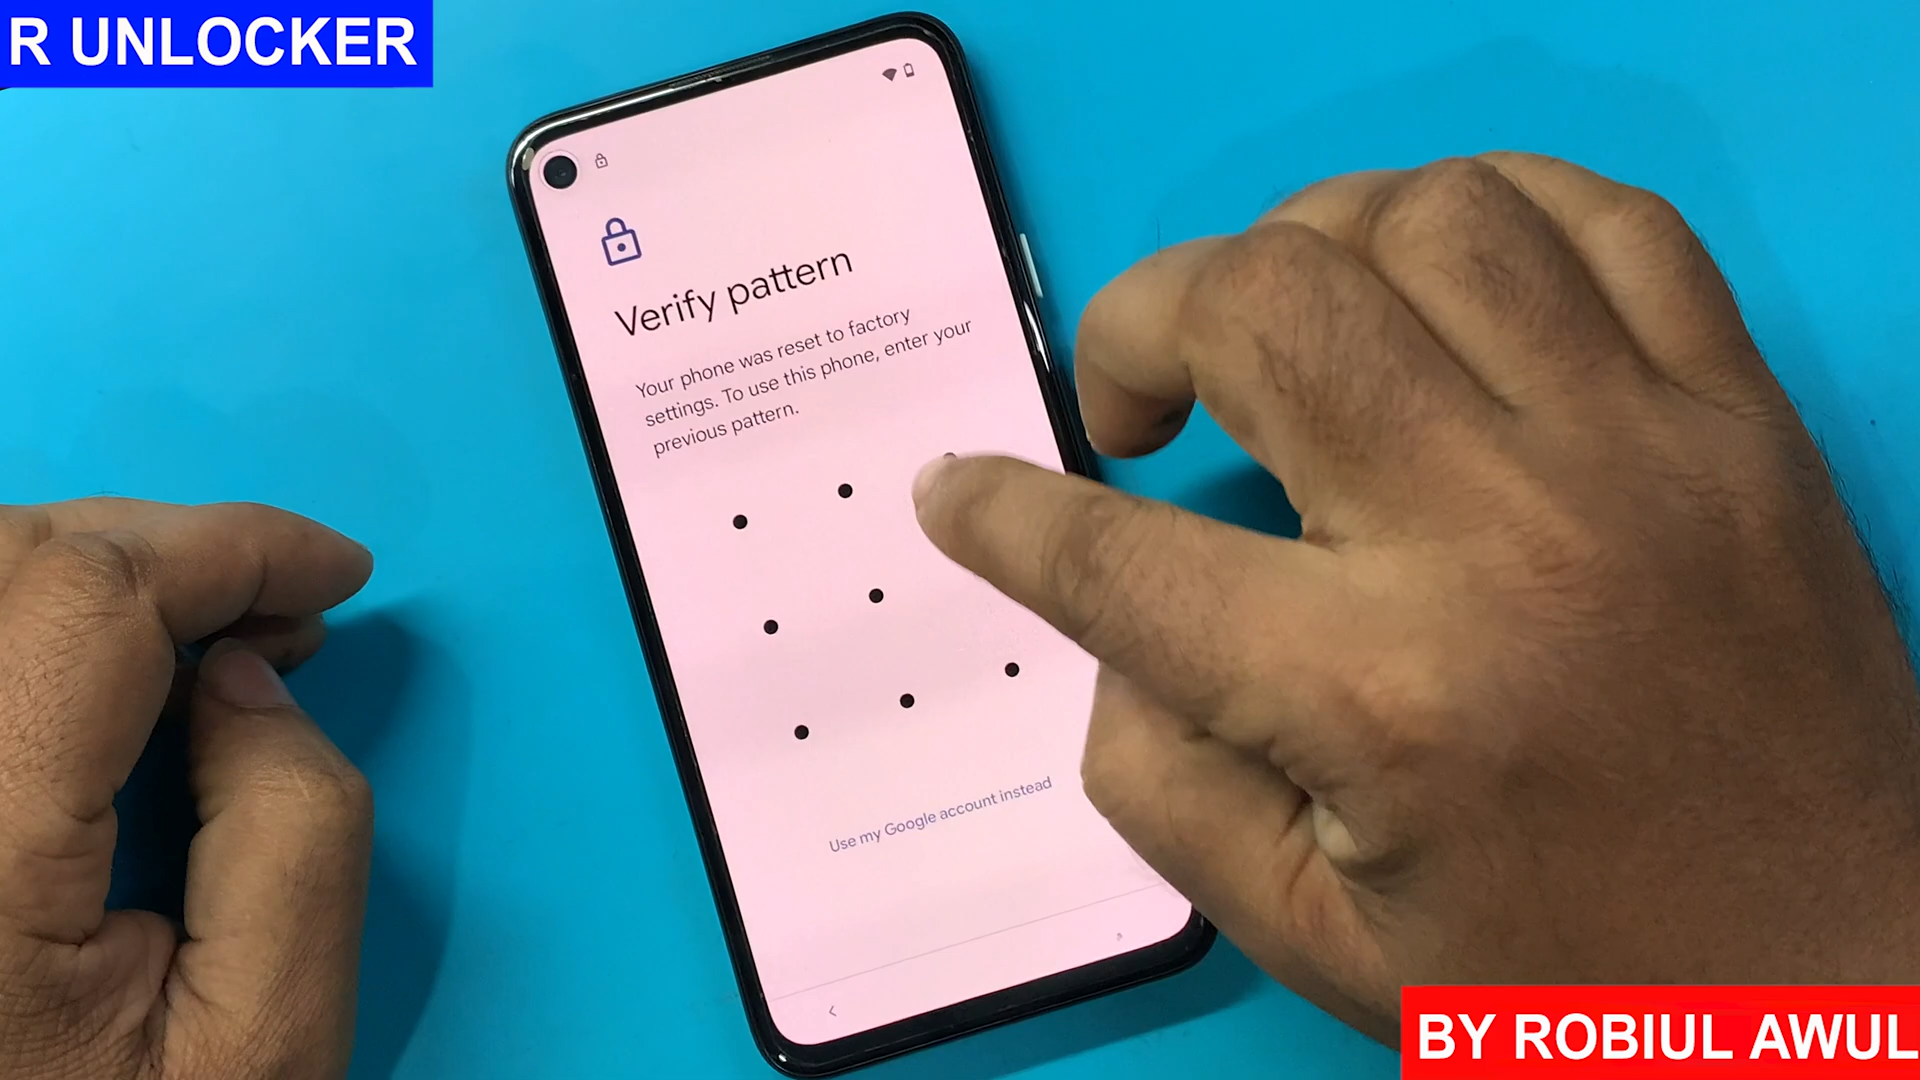 R UNLOCKER
Verify pattern
Your phone was reset to factory
settings. To use this phone, enter your
previous pattern.
Use my Google account instead
BY ROBIUL AWUL